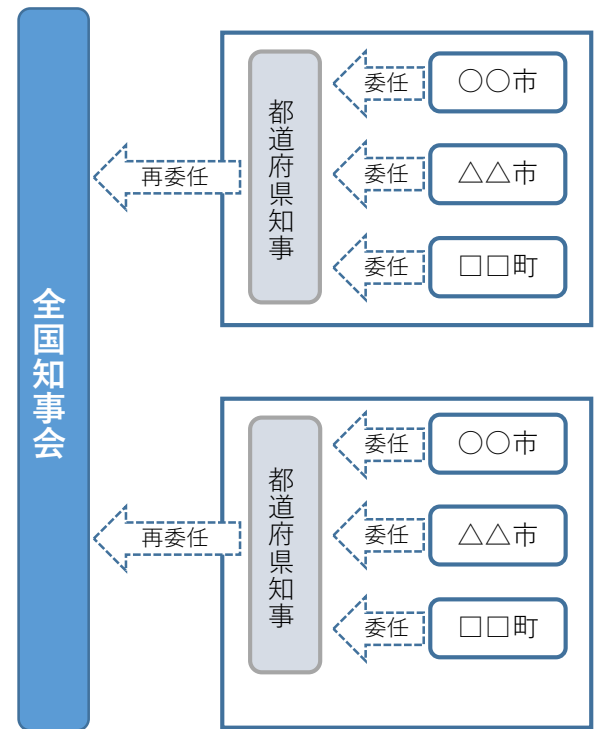 全国知事会
再委任
都道府県知事
委任
○○市
委任
△△市
委任
□□町
再委任
都道府県知事
委任
○○市
委任
△△市
委任
□□町